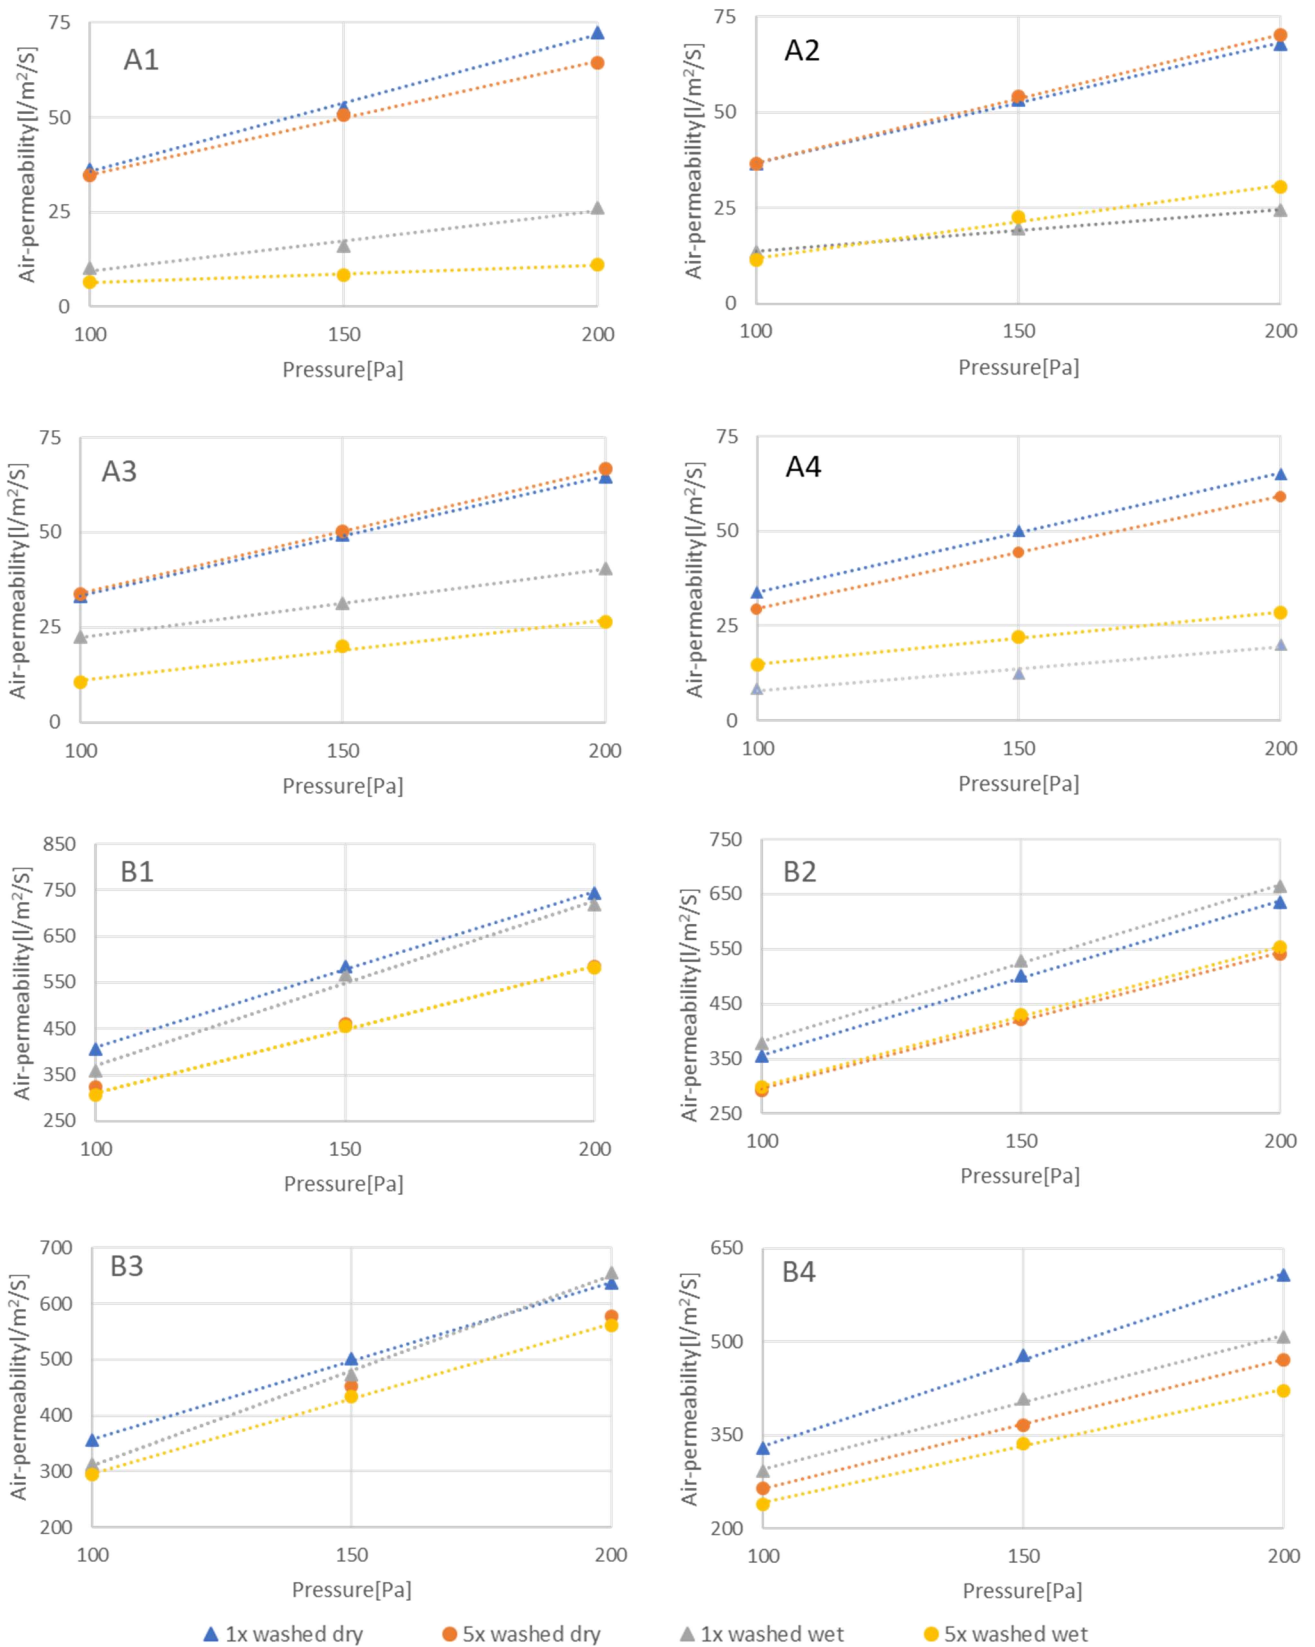 A1
Air-permeability[l/m²/S]
75
50
25
0
100 150 200
Pressure[Pa]
A2
Air-permeability[l/m²/S]
75
50
25
0
100 150 200
Pressure[Pa]
A3
Air-permeability[l/m²/S]
75
50
25
0
100 150 200
Pressure[Pa]
A4
Air-permeability[l/m²/S]
75
50
25
0
100 150 200
Pressure[Pa]
B1
Air-permeability[l/m²/S]
850
750
650
550
450
350
250
100 150 200
Pressure[Pa]
B2
Air-permeability[l/m²/S]
750
650
550
450
350
250
100 150 200
Pressure[Pa]
B3
Air-permeabilityl/m²/S]
700
600
500
400
300
200
100 150 200
Pressure[Pa]
B4
Air-permeability[l/m²/S]
650
500
350
200
100 150 200
Pressure[Pa]
1x washed dry 5x washed dry 1x washed wet 5x washed wet